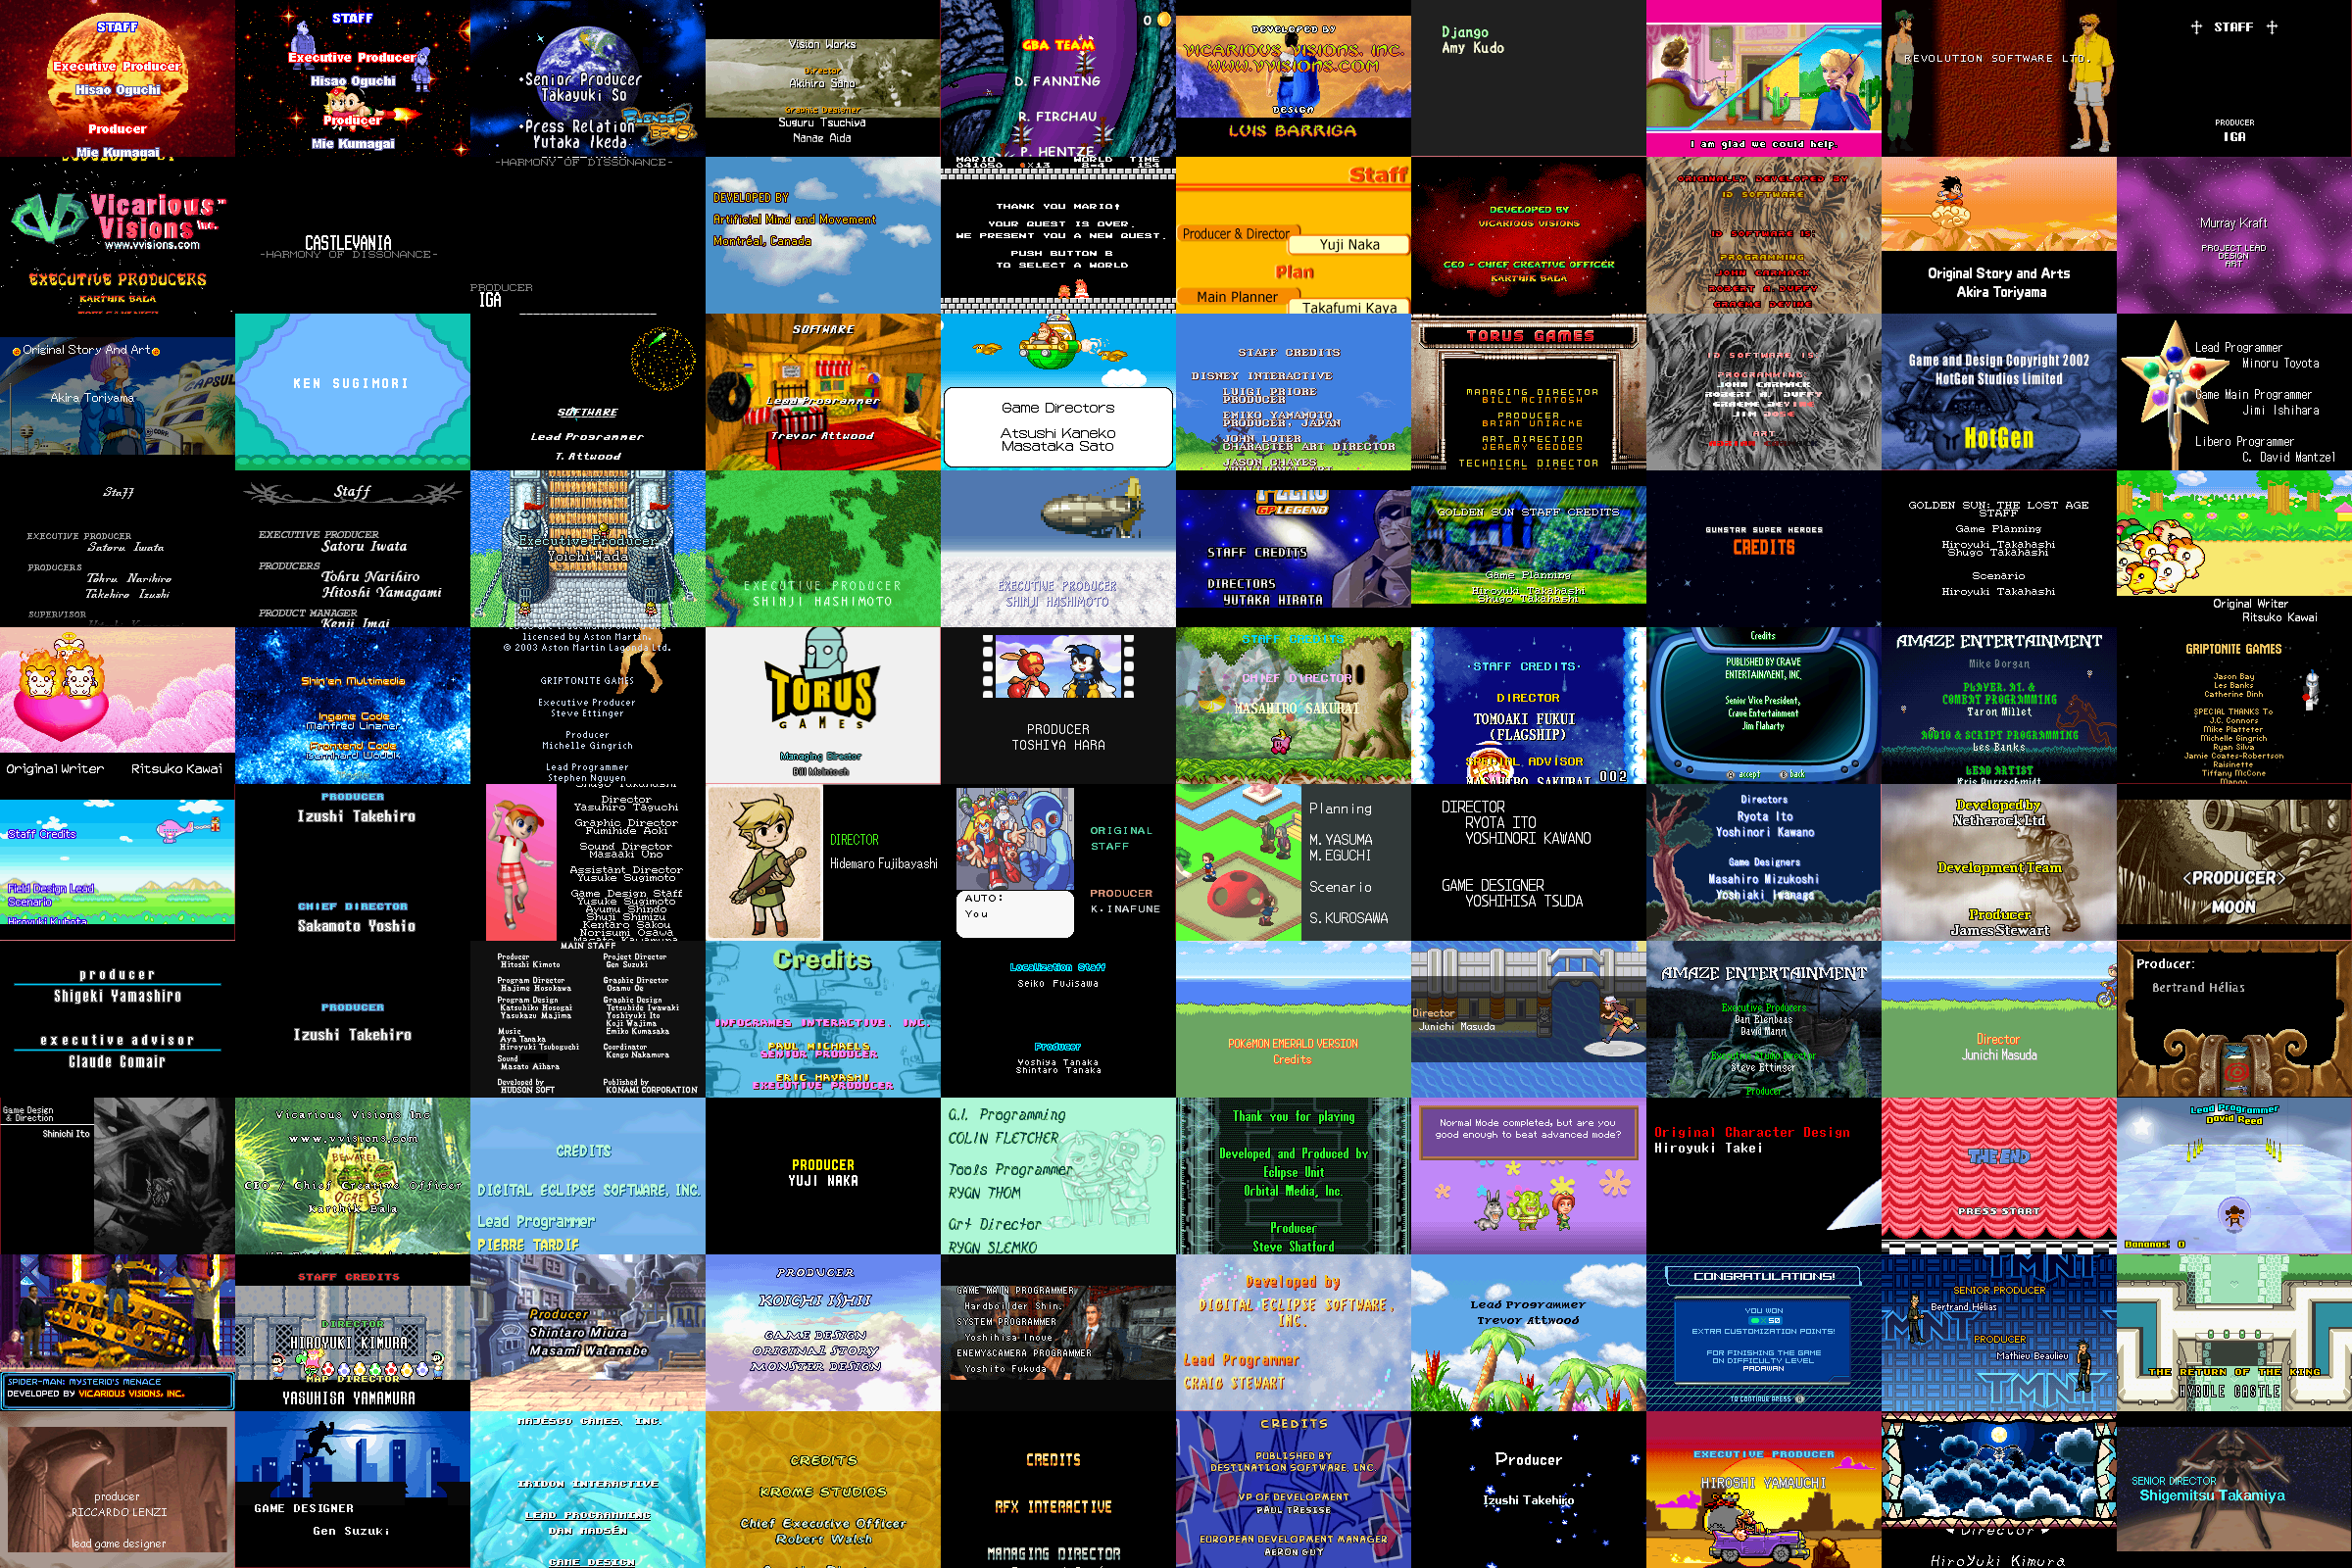 STAFF
Executive Producer
Hisao Oguchi
Producer
Mie Kumagai
STAFF
Executive Producer
Hisao Oguchi
Producer
Mie Kumagai
•Senior Producer
Takayuki So
•Press Relation
Yutaka Ikeda
Vision Works
Director
Akihiro Sano
Graphic Designer
Suguru Tsuchiya
Nanae Aida
0
GBA TEAM
D. FANNING
R. FIRCHAU
P. HENTZE
DEVELOPED BY
VICARIOUS VISIONS, INC.
WWW.VVISIONS.COM
DESIGN
LUIS BARRIGA
Django
Amy Kudo
I am glad we could help.
REVOLUTION SOFTWARE LTD.
STAFF
PRODUCER
IGA
Vicarious Visions Inc.
www.vvisions.com
EXECUTIVE PRODUCERS
KARTHIK BALA
CASTLEVANIA
-HARMONY OF DISSONANCE-
-HARMONY OF DISSONANCE-
PRODUCER
IGA
DEVELOPED BY
Artificial Mind and Movement
Montréal, Canada
MARIO WORLD TIME
041050 ×13 8-4 154
THANK YOU MARIO!
YOUR QUEST IS OVER.
WE PRESENT YOU A NEW QUEST.
PUSH BUTTON B
TO SELECT A WORLD
Staff
Producer & Director
Yuji Naka
Plan
Main Planner
Takafumi Kaya
DEVELOPED BY
VICARIOUS VISIONS
CEO - CHIEF CREATIVE OFFICER
KARTHIK BALA
ORIGINALLY DEVELOPED BY
ID SOFTWARE
ID SOFTWARE IS:
PROGRAMMING
JOHN CARMACK
ROBERT A. DUFFY
GRAEME DEVINE
Original Story and Arts
Akira Toriyama
Murray Kraft
PROJECT LEAD
DESIGN
ART
Original Story And Art
Akira Toriyama
CAPSUL
KEN SUGIMORI
SOFTWARE
Lead Programmer
T. Attwood
SOFTWARE
Lead Programmer
Trevor Attwood
Game Directors
Atsushi Kaneko
Masataka Sato
STAFF CREDITS
DISNEY INTERACTIVE
LUIGI PRIORE
PRODUCER
EMIKO YAMAMOTO
PRODUCER, JAPAN
JOHN LOTER
CHARACTER ART DIRECTOR
JASON CHAYES
TORUS GAMES
MANAGING DIRECTOR
BILL MCINTOSH
PRODUCER
BRIAN UNIACKE
ART DIRECTION
JEREMY GEDDES
TECHNICAL DIRECTOR
ID SOFTWARE IS:
PROGRAMMING
JOHN CARMACK
ROBERT A. DUFFY
GRAEME DEVINE
JIM DOSE
ART
Game and Design Copyright 2002
HotGen Studios Limited
HotGen
Lead Programmer
Minoru Toyota
Game Main Programmer
Jimi Ishihara
Libero Programmer
C. David Mantzel
Staff
EXECUTIVE PRODUCER
Satoru Iwata
PRODUCERS
Tohru Narihiro
Takehiro Izushi
SUPERVISOR
Staff
EXECUTIVE PRODUCER
Satoru Iwata
PRODUCERS
Tohru Narihiro
Hitoshi Yamagami
PRODUCT MANAGER
Kenji Imai
Executive Producer
Yoichi Wada
EXECUTIVE PRODUCER
SHINJI HASHIMOTO
EXECUTIVE PRODUCER
SHINJI HASHIMOTO
F-ZERO
GP LEGEND
STAFF CREDITS
DIRECTORS
YUTAKA HIRATA
GOLDEN SUN STAFF CREDITS
Game Planning
Hiroyuki Takahashi
Shugo Takahashi
GUNSTAR SUPER HEROES
CREDITS
GOLDEN SUN: THE LOST AGE
STAFF
Game Planning
Hiroyuki Takahashi
Shugo Takahashi
Scenario
Hiroyuki Takahashi
Original Writer
Ritsuko Kawai
Original Writer Ritsuko Kawai
Shin'en Multimedia
Ingame Code
Manfred Linzner
Frontend Code
Bernhard Wodok
licensed by Aston Martin.
© 2003 Aston Martin Lagonda Ltd.
GRIPTONITE GAMES
Executive Producer
Steve Ettinger
Producer
Michelle Gingrich
Lead Programmer
Stephen Nguyen
TORUS
GAMES
Managing Director
Bill McIntosh
PRODUCER
TOSHIYA HARA
STAFF CREDITS
CHIEF DIRECTOR
MASAHIRO SAKURAI
·STAFF CREDITS·
DIRECTOR
TOMOAKI FUKUI
(FLAGSHIP)
SPECIAL ADVISOR
MASAHIRO SAKURAI
002
Credits
PUBLISHED BY CRAVE
ENTERTAINMENT, INC.
Senior Vice President,
Crave Entertainment
Jim Flaharty
accept back
AMAZE ENTERTAINMENT
Mike Dorgan
PLAYER, AI, &
COMBAT PROGRAMMING
Taron Millet
AUDIO & SCRIPT PROGRAMMING
Les Banks
LEAD ARTIST
Kris Durrschmidt
GRIPTONITE GAMES
Jason Bay
Les Banks
Catherine Dinh
SPECIAL THANKS To
J.C. Connors
Mike Platteter
Michelle Gingrich
Ryan Silva
Jamie Coates-Robertson
Raisinette
Tiffany McCone
Mango
Staff Credits
Field Design Lead
Scenario
Hiroyuki Kubota
PRODUCER
Izushi Takehiro
CHIEF DIRECTOR
Sakamoto Yoshio
Shugo Takahashi
Director
Yasuhiro Taguchi
Graphic Director
Fumihide Aoki
Sound Director
Masaaki Uno
Assistant Director
Yusuke Sugimoto
Game Design Staff
Yusuke Sugimoto
Ayumu Shindo
Shuji Shimizu
Kentaro Sakou
Norisumi Osawa
Masato Kawamura
DIRECTOR
Hidemaro Fujibayashi
AUTO:
You
ORIGINAL
STAFF
PRODUCER
K.INAFUNE
Planning
M.YASUMA
M.EGUCHI
Scenario
S.KUROSAWA
DIRECTOR
RYOTA ITO
YOSHINORI KAWANO
GAME DESIGNER
YOSHIHISA TSUDA
Directors
Ryota Ito
Yoshinori Kawano
Game Designers
Masahiro Mizukoshi
Yoshiaki Iwanaga
Developed by
Netherock Ltd
Development Team
Producer
James Stewart
<PRODUCER>
MOON
producer
Shigeki Yamashiro
executive advisor
Claude Comair
PRODUCER
Izushi Takehiro
MAIN STAFF
Producer
Hitoshi Kimoto
Project Director
Gen Suzuki
Program Director
Hajime Hosokawa
Graphic Director
Osamu Oe
Program Design
Katsuhiko Hosogai
Yasukazu Majima
Graphic Design
Tetsuhide Iwawaki
Yoshiyuki Ito
Koji Wajima
Emiko Kumasaka
Music
Aya Tanaka
Hiroyuki Tsuboguchi
Coordinator
Kengo Nakamura
Sound
Masato Aihara
Developed by
HUDSON SOFT
Published by
KONAMI CORPORATION
Credits
INFOGRAMES INTERACTIVE, INC.
PAUL MICHAELS
SENIOR PRODUCER
ERIC HAYASHI
EXECUTIVE PRODUCER
Localization Staff
Seiko Fujisawa
Producer
Yoshiya Tanaka
Shintaro Tanaka
POKéMON EMERALD VERSION
Credits
Director
Junichi Masuda
AMAZE ENTERTAINMENT
Executive Producers
Dan Elenbaas
David Mann
Executive Studio Director
Steve Ettinger
Producer
Director
Junichi Masuda
Producer:
Bertrand Hélias
Game Design
& Direction
Shinichi Ito
Vicarious Visions Inc
www.vvisions.com
BEWARE!
OGRE
CEO / Chief Creative Officer
Karthik Bala
CREDITS
DIGITAL ECLIPSE SOFTWARE, INC.
Lead Programmer
PIERRE TARDIF
PRODUCER
YUJI NAKA
A.I. Programming
COLIN FLETCHER
Tools Programmer
RYAN THOM
Art Director
RYAN SLEMKO
Thank you for playing
Developed and Produced by
Eclipse Unit
Orbital Media, Inc.
Producer
Steve Shatford
Normal Mode completed, but are you
good enough to beat advanced mode?
Original Character Design
Hiroyuki Takei
THE END
PRESS START
Lead Programmer
David Reed
Bananas: 0
SPIDER-MAN: MYSTERIO'S MENACE
DEVELOPED BY VICARIOUS VISIONS, INC.
STAFF CREDITS
DIRECTOR
HIROYUKI KIMURA
MAP DIRECTOR
YASUHISA YAMAMURA
Producer
Shintaro Miura
Masami Watanabe
PRODUCER
KOICHI ISHII
GAME DESIGN
ORIGINAL STORY
MONSTER DESIGN
GAME MAIN PROGRAMMER
Hardboilder Shin.
SYSTEM PROGRAMMER
Yoshihisa Inoue
ENEMY&CAMERA PROGRAMMER
Yoshito Fukuda
Developed by
DIGITAL ECLIPSE SOFTWARE,
INC.
Lead Programmer
CRAIG STEWART
Lead Programmer
Trevor Attwood
CONGRATULATIONS!
YOU WON
× 50
EXTRA CUSTOMIZATION POINTS!
FOR FINISHING THE GAME
ON DIFFICULTY LEVEL
PADAWAN
TO CONTINUE PRESS
TMNT
SENIOR PRODUCER
Bertrand Hélias
PRODUCER
Mathieu Beaulieu
TMNT
THE RETURN OF THE KING
HYRULE CASTLE
producer
RICCARDO LENZI
lead game designer
GAME DESIGNER
Gen Suzuki
MAJESCO GAMES, INC.
IRIDON INTERACTIVE
LEAD PROGRAMMING
DAN MADSEN
GAME DESIGN
CREDITS
KROME STUDIOS
Chief Executive Officer
Robert Walsh
CREDITS
RFX INTERACTIVE
MANAGING DIRECTOR
CREDITS
PUBLISHED BY
DESTINATION SOFTWARE, INC.
VP OF DEVELOPMENT
PAUL TRESISE
EUROPEAN DEVELOPMENT MANAGER
AERON GUY
Producer
Izushi Takehiro
EXECUTIVE PRODUCER
HIROSHI YAMAUCHI
Director
HiroYuki Kimura
SENIOR DIRECTOR
Shigemitsu Takamiya